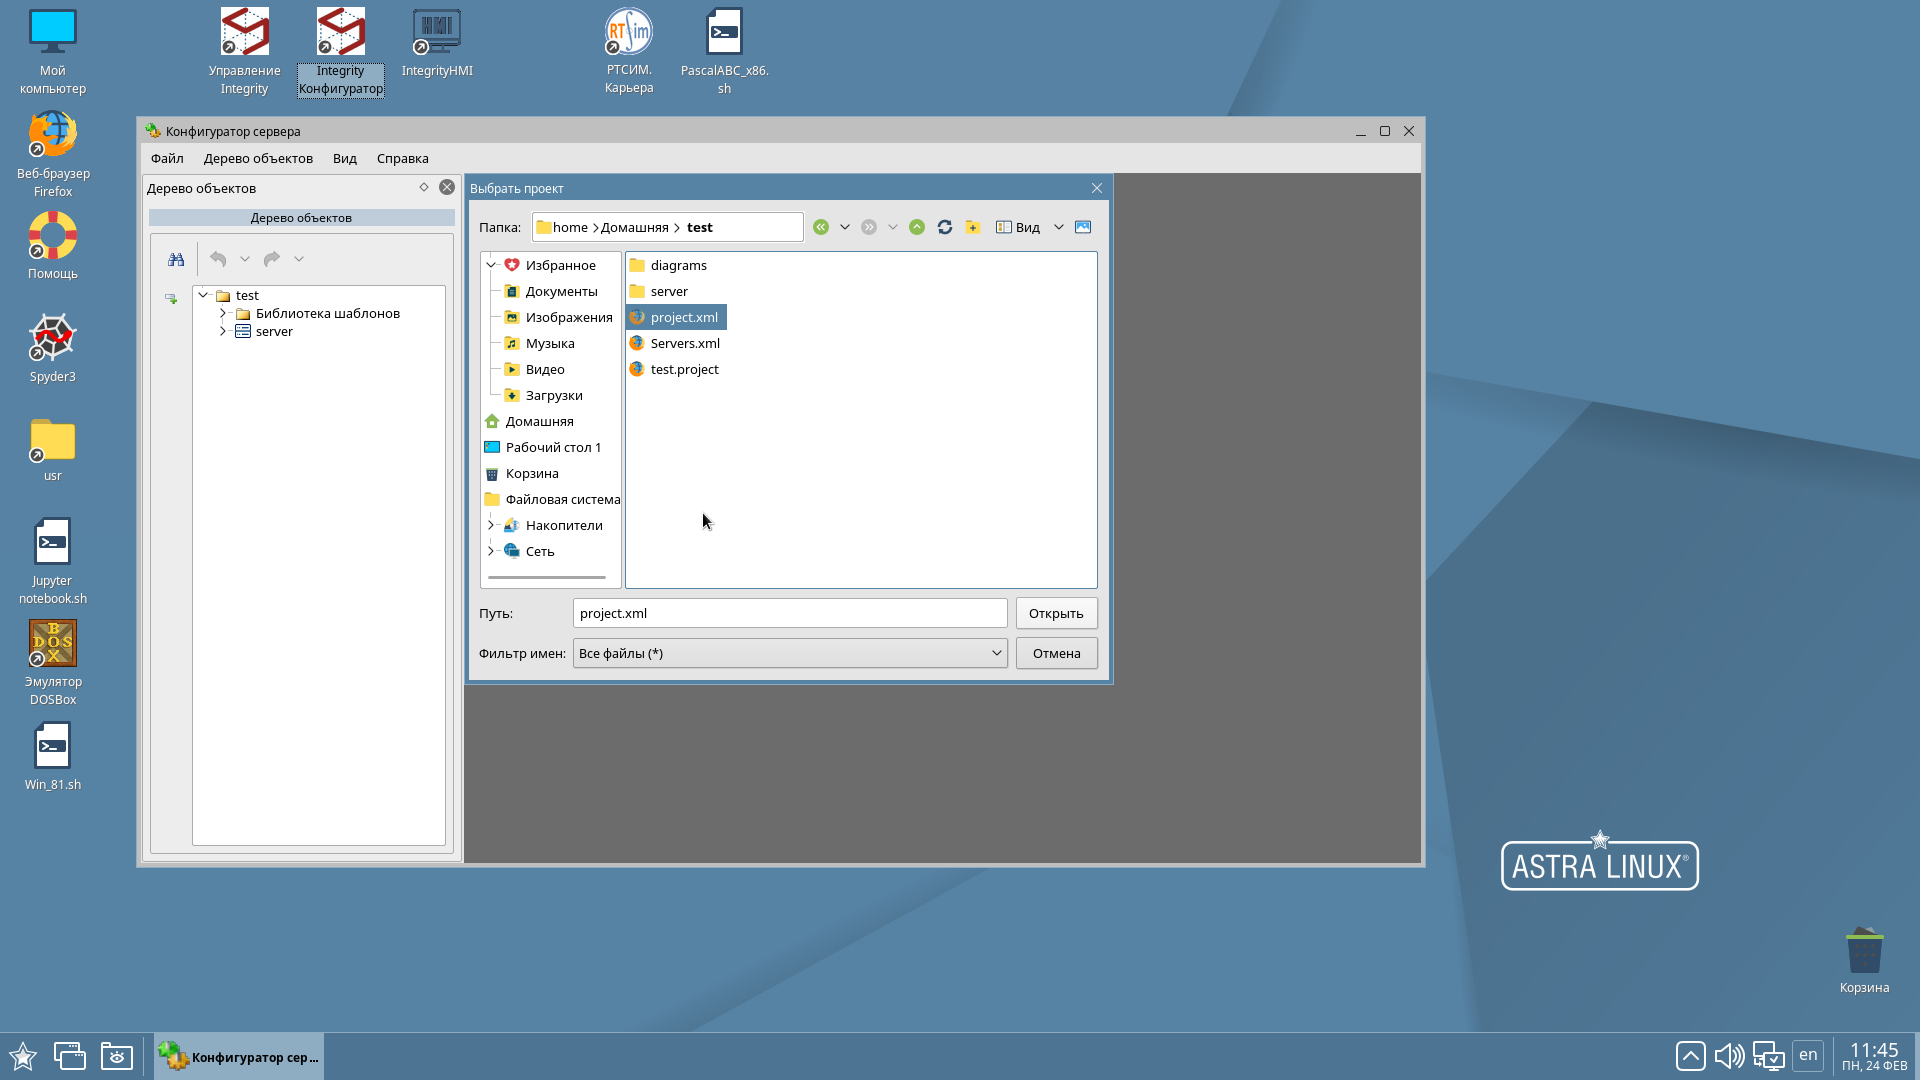 Мой
компьютер
Управление
Integrity
Integrity
Конфигуратор
IntegrityHMI
HMI
RTSim
РТСИМ.
Карьера
PascalABC_x86.
sh
Веб-браузер
Firefox
Помощь
Spyder3
usr
Jupyter
notebook.sh
BDOSX
Эмулятор
DOSBox
Win_81.sh
Конфигуратор сервера
Файл Дерево объектов Вид Справка
Дерево объектов
Дерево объектов
test
Библиотека шаблонов
server
Выбрать проект
Папка: home Домашняя test Вид
Избранное
Документы
Изображения
Музыка
Видео
Загрузки
Домашняя
Рабочий стол 1
Корзина
Файловая система
Накопители
Сеть
diagrams
server
project.xml
Servers.xml
test.project
Путь: project.xml Открыть
Фильтр имен: Все файлы (*) Отмена
ASTRA LINUX®
Корзина
Конфигуратор сер...
en
11:45
ПН, 24 ФЕВ